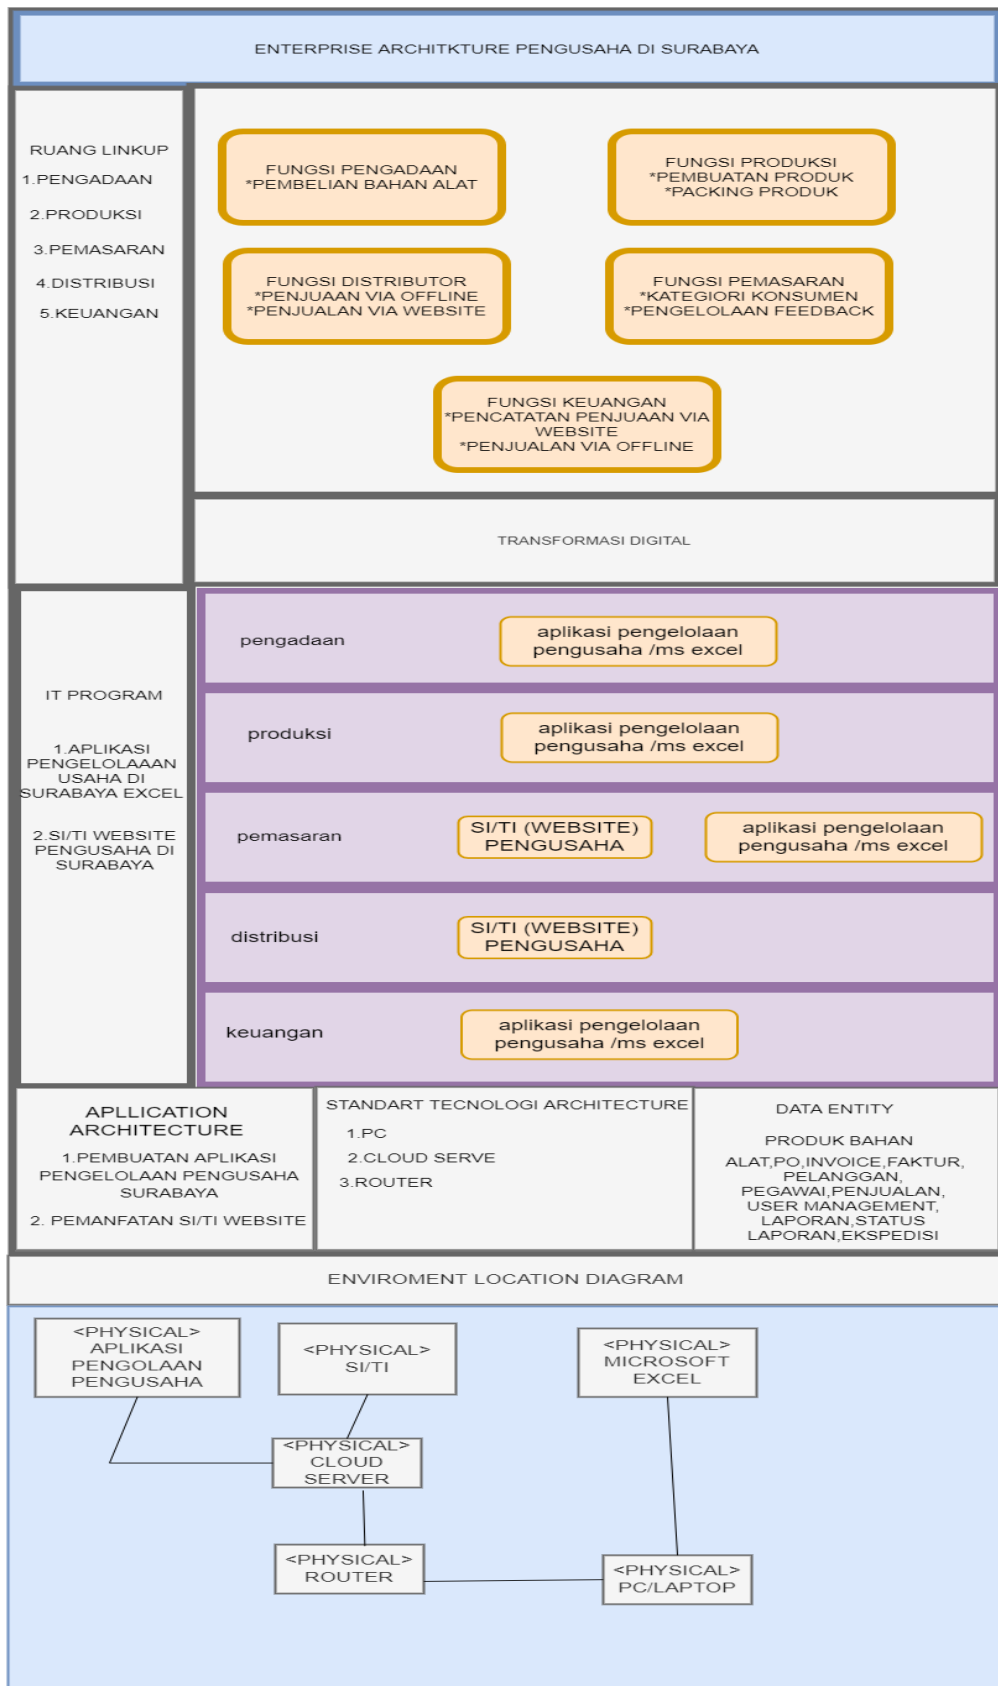 ENTERPRISE ARCHITKTURE PENGUSAHA DI SURABAYA
RUANG LINKUP
1.PENGADAAN
2.PRODUKSI
3.PEMASARAN
4.DISTRIBUSI
5.KEUANGAN
FUNGSI PENGADAAN
*PEMBELIAN BAHAN ALAT
FUNGSI PRODUKSI
*PEMBUATAN PRODUK
*PACKING PRODUK
FUNGSI DISTRIBUTOR
*PENJUAAN VIA OFFLINE
*PENJUALAN VIA WEBSITE
FUNGSI PEMASARAN
*KATEGIORI KONSUMEN
*PENGELOLAAN FEEDBACK
FUNGSI KEUANGAN
*PENCATATAN PENJUAAN VIA
WEBSITE
*PENJUALAN VIA OFFLINE
TRANSFORMASI DIGITAL
IT PROGRAM
1.APLIKASI
PENGELOLAAAN
USAHA DI
SURABAYA EXCEL
2.SI/TI WEBSITE
PENGUSAHA DI
SURABAYA
pengadaan
aplikasi pengelolaan
pengusaha /ms excel
produksi
aplikasi pengelolaan
pengusaha /ms excel
pemasaran
SI/TI (WEBSITE)
PENGUSAHA
aplikasi pengelolaan
pengusaha /ms excel
distribusi
SI/TI (WEBSITE)
PENGUSAHA
keuangan
aplikasi pengelolaan
pengusaha /ms excel
APLLICATION
ARCHITECTURE
1.PEMBUATAN APLIKASI
PENGELOLAAN PENGUSAHA
SURABAYA
2. PEMANFATAN SI/TI WEBSITE
STANDART TECNOLOGI ARCHITECTURE
1.PC
2.CLOUD SERVE
3.ROUTER
DATA ENTITY
PRODUK BAHAN
ALAT,PO,INVOICE,FAKTUR,
PELANGGAN,
PEGAWAI,PENJUALAN,
USER MANAGEMENT,
LAPORAN,STATUS
LAPORAN,EKSPEDISI
ENVIROMENT LOCATION DIAGRAM
<PHYSICAL>
APLIKASI
PENGOLAAN
PENGUSAHA
<PHYSICAL>
SI/TI
<PHYSICAL>
MICROSOFT
EXCEL
<PHYSICAL>
CLOUD
SERVER
<PHYSICAL>
ROUTER
<PHYSICAL>
PC/LAPTOP